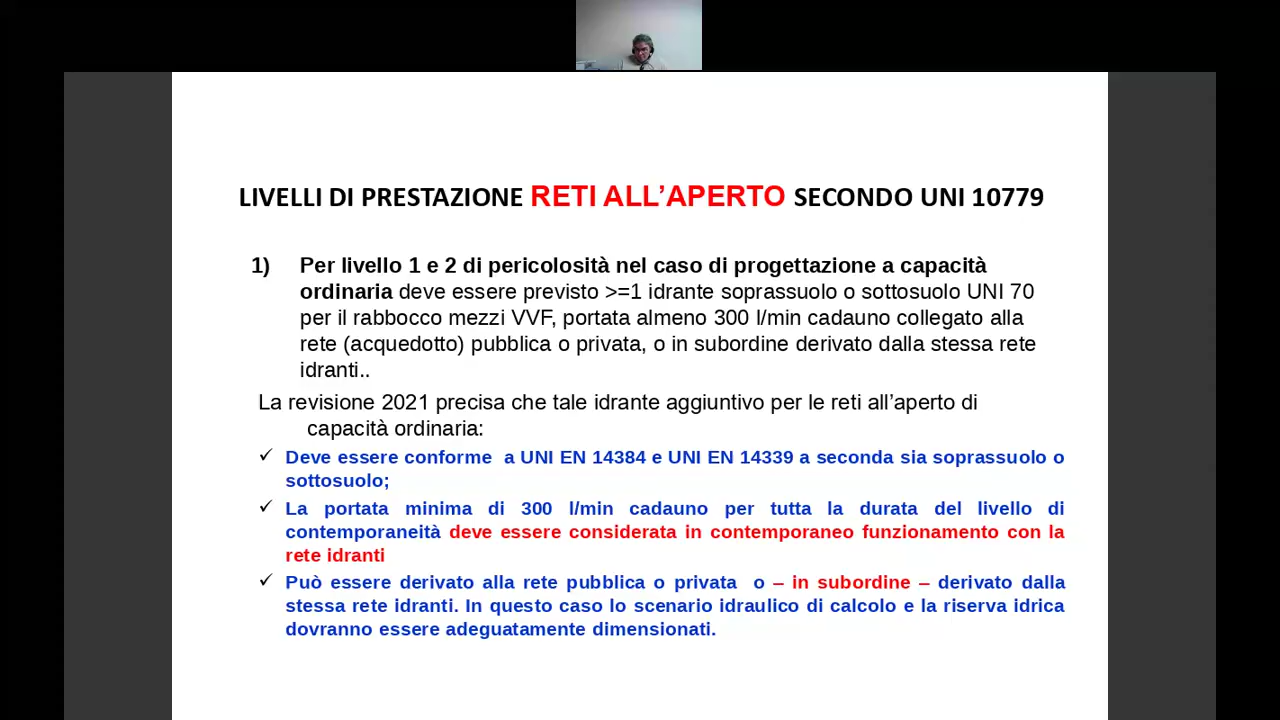 LIVELLI DI PRESTAZIONE RETI ALL’APERTO SECONDO UNI 10779
1) Per livello 1 e 2 di pericolosità nel caso di progettazione a capacità
ordinaria deve essere previsto >=1 idrante soprassuolo o sottosuolo UNI 70
per il rabbocco mezzi VVF, portata almeno 300 l/min cadauno collegato alla
rete (acquedotto) pubblica o privata, o in subordine derivato dalla stessa rete
idranti..
La revisione 2021 precisa che tale idrante aggiuntivo per le reti all’aperto di
capacità ordinaria:
✓ Deve essere conforme a UNI EN 14384 e UNI EN 14339 a seconda sia soprassuolo o
sottosuolo;
✓ La portata minima di 300 l/min cadauno per tutta la durata del livello di
contemporaneità deve essere considerata in contemporaneo funzionamento con la
rete idranti
✓ Può essere derivato alla rete pubblica o privata o – in subordine – derivato dalla
stessa rete idranti. In questo caso lo scenario idraulico di calcolo e la riserva idrica
dovranno essere adeguatamente dimensionati.